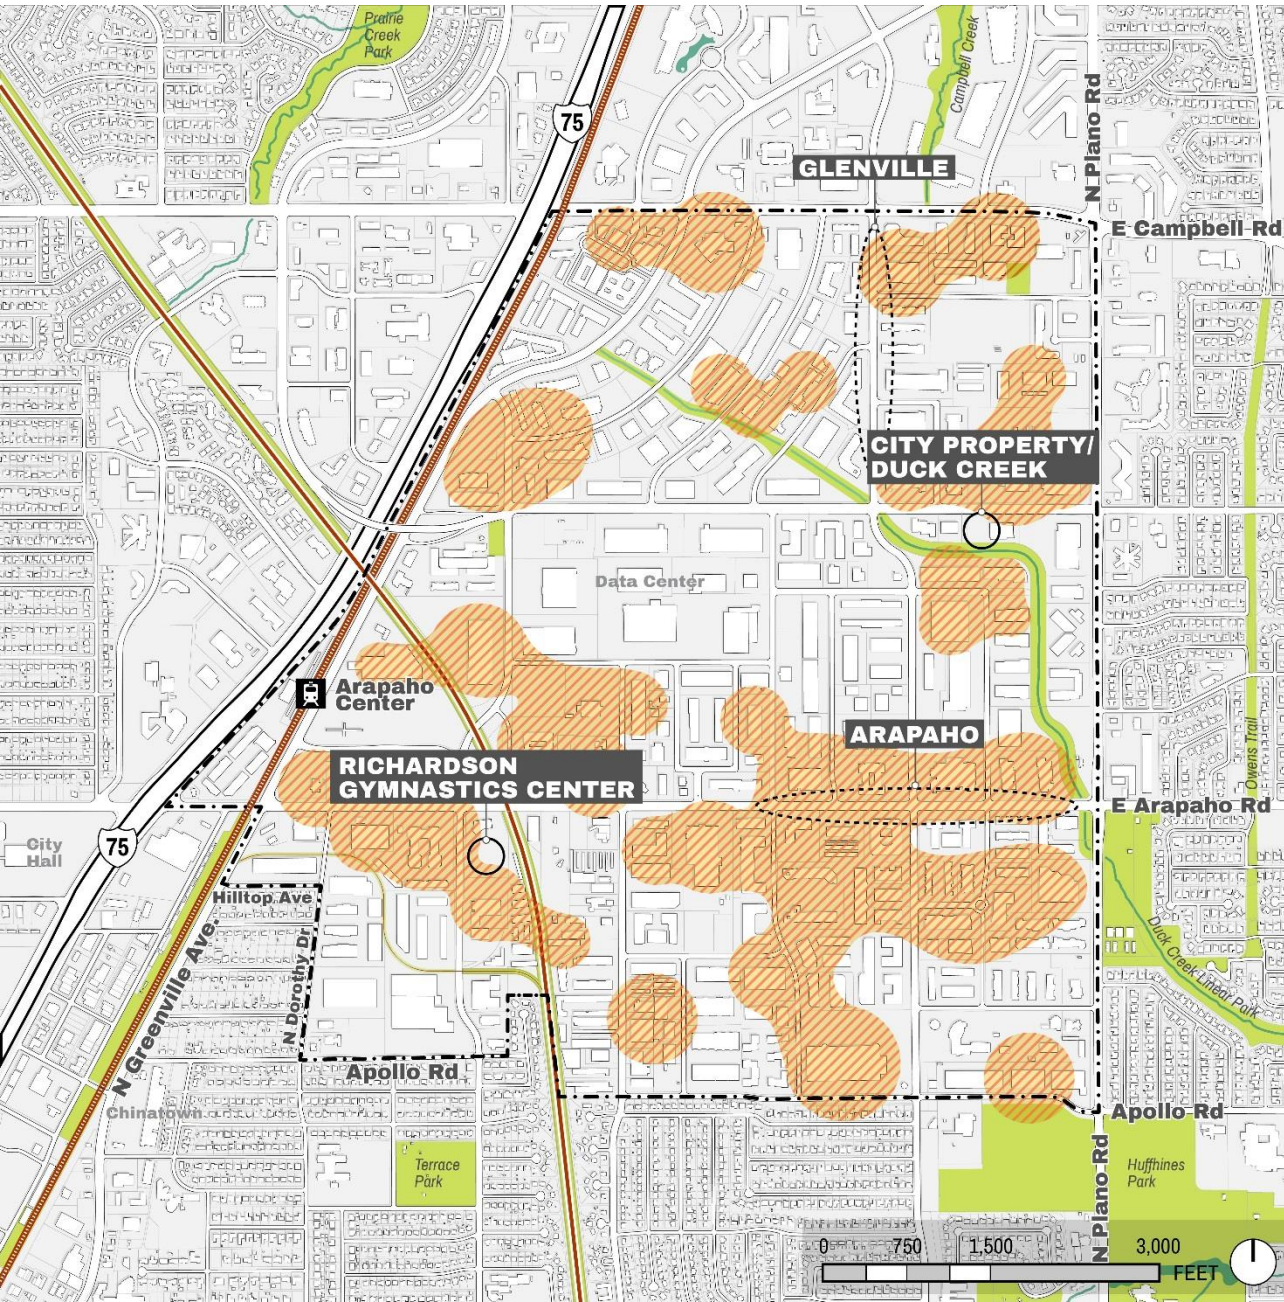 Prairie
Creek
Park
Campbell Creek
75
N Plano Rd
GLENVILLE
E Campbell Rd
CITY PROPERTY/
DUCK CREEK
Data Center
Arapaho
Center
ARAPAHO
Owens Trail
RICHARDSON
GYMNASTICS CENTER
E Arapaho Rd
City
Hall
75
Hilltop Ave
N Greenville Ave.
N Dorothy Dr
Duck Creek Linear Park
Apollo Rd
Chinatown
Apollo Rd
Terrace
Park
N Plano Rd
Huffhines
Park
0 750 1,500 3,000
FEET